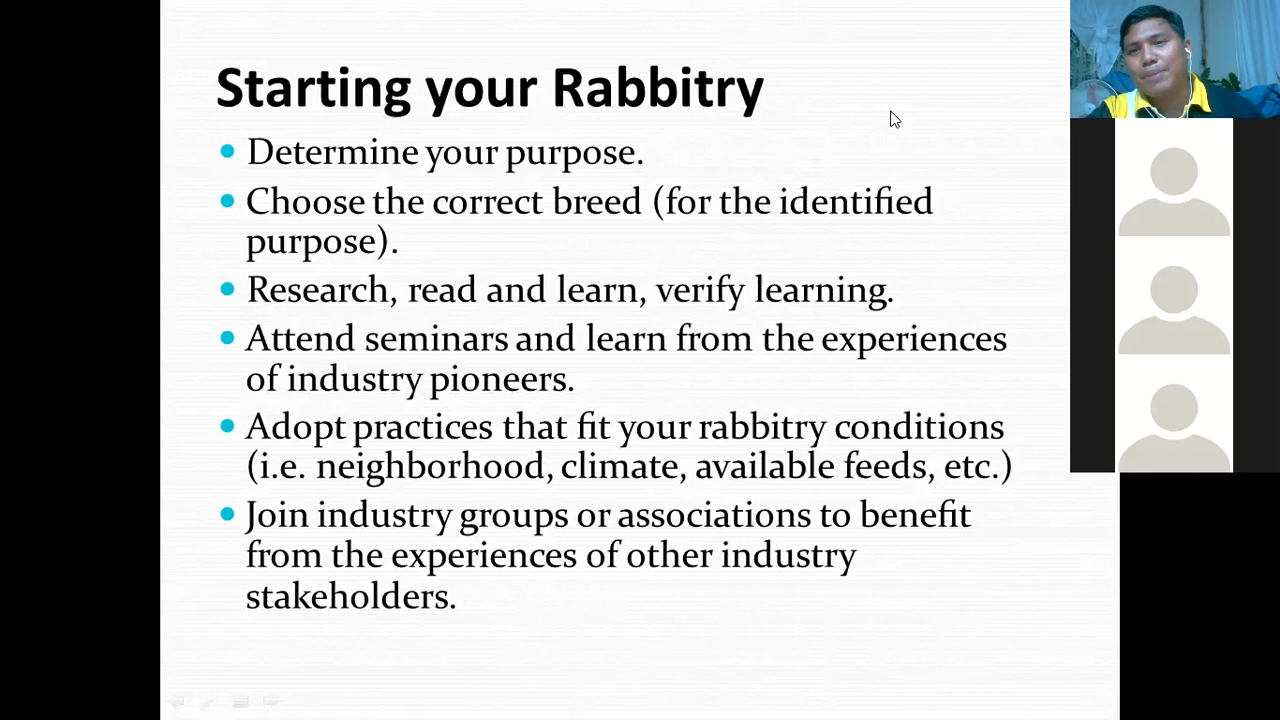 Starting your Rabbitry
Determine your purpose.
Choose the correct breed (for the identified
purpose).
Research, read and learn, verify learning.
Attend seminars and learn from the experiences
of industry pioneers.
Adopt practices that fit your rabbitry conditions
(i.e. neighborhood, climate, available feeds, etc.)
Join industry groups or associations to benefit
from the experiences of other industry
stakeholders.